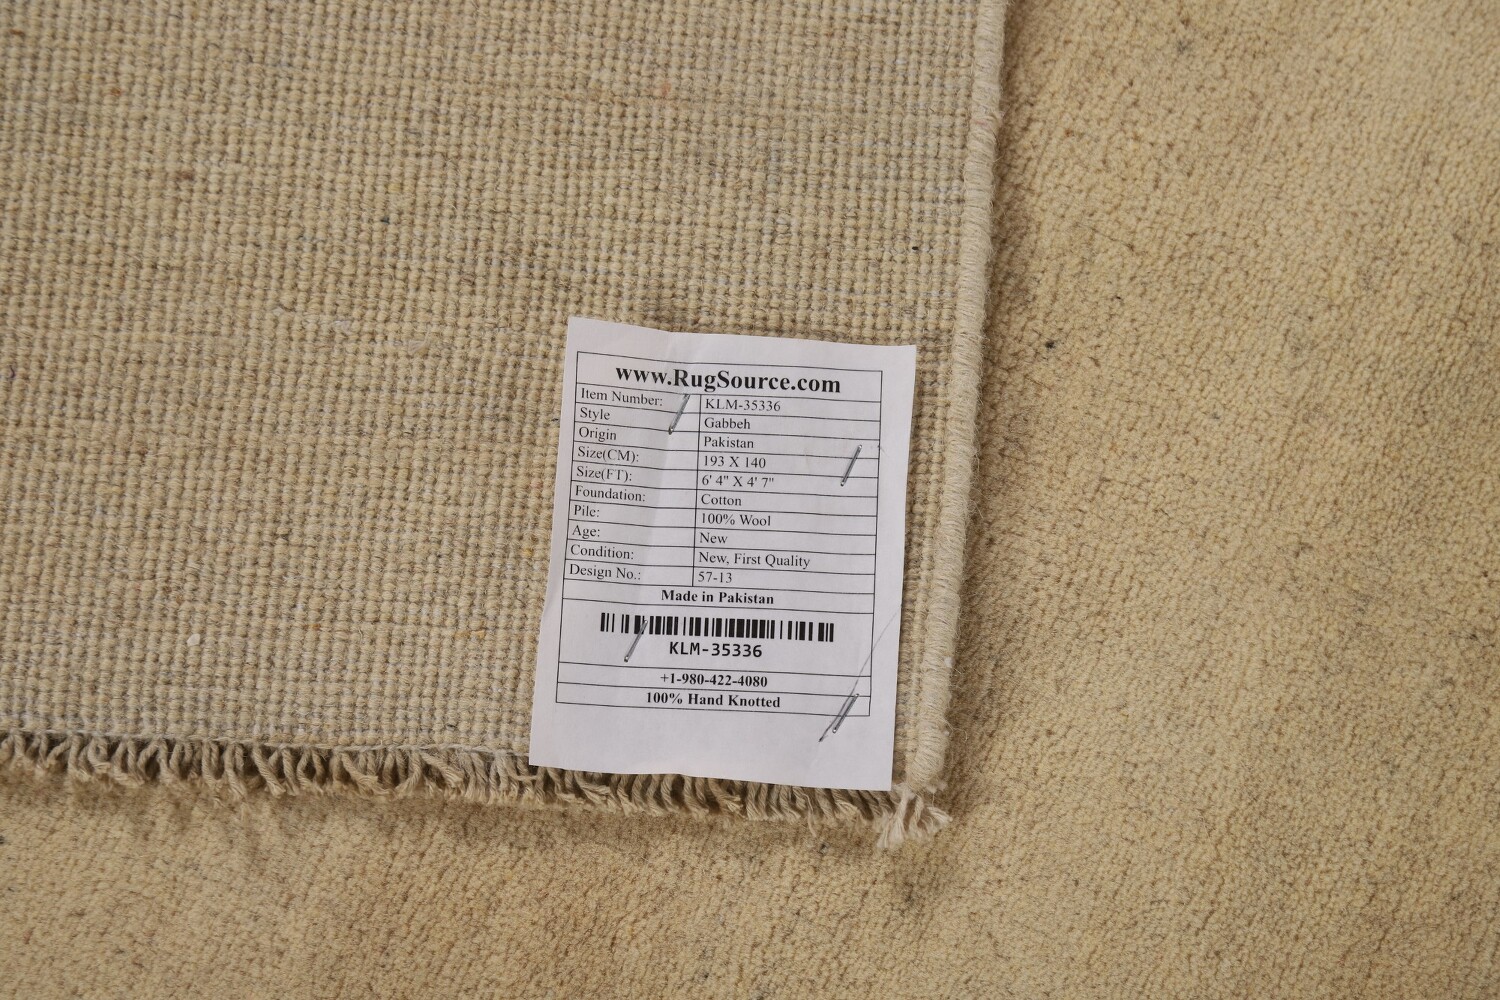 www.RugSource.com
Item Number: KLM-35336
Style Gabbeh
Origin Pakistan
Size(CM): 193 X 140
Size(FT): 6' 4" X 4' 7"
Foundation: Cotton
Pile: 100% Wool
Age: New
Condition: New, First Quality
Design No.: 57-13
Made in Pakistan
KLM-35336
+1-980-422-4080
100% Hand Knotted